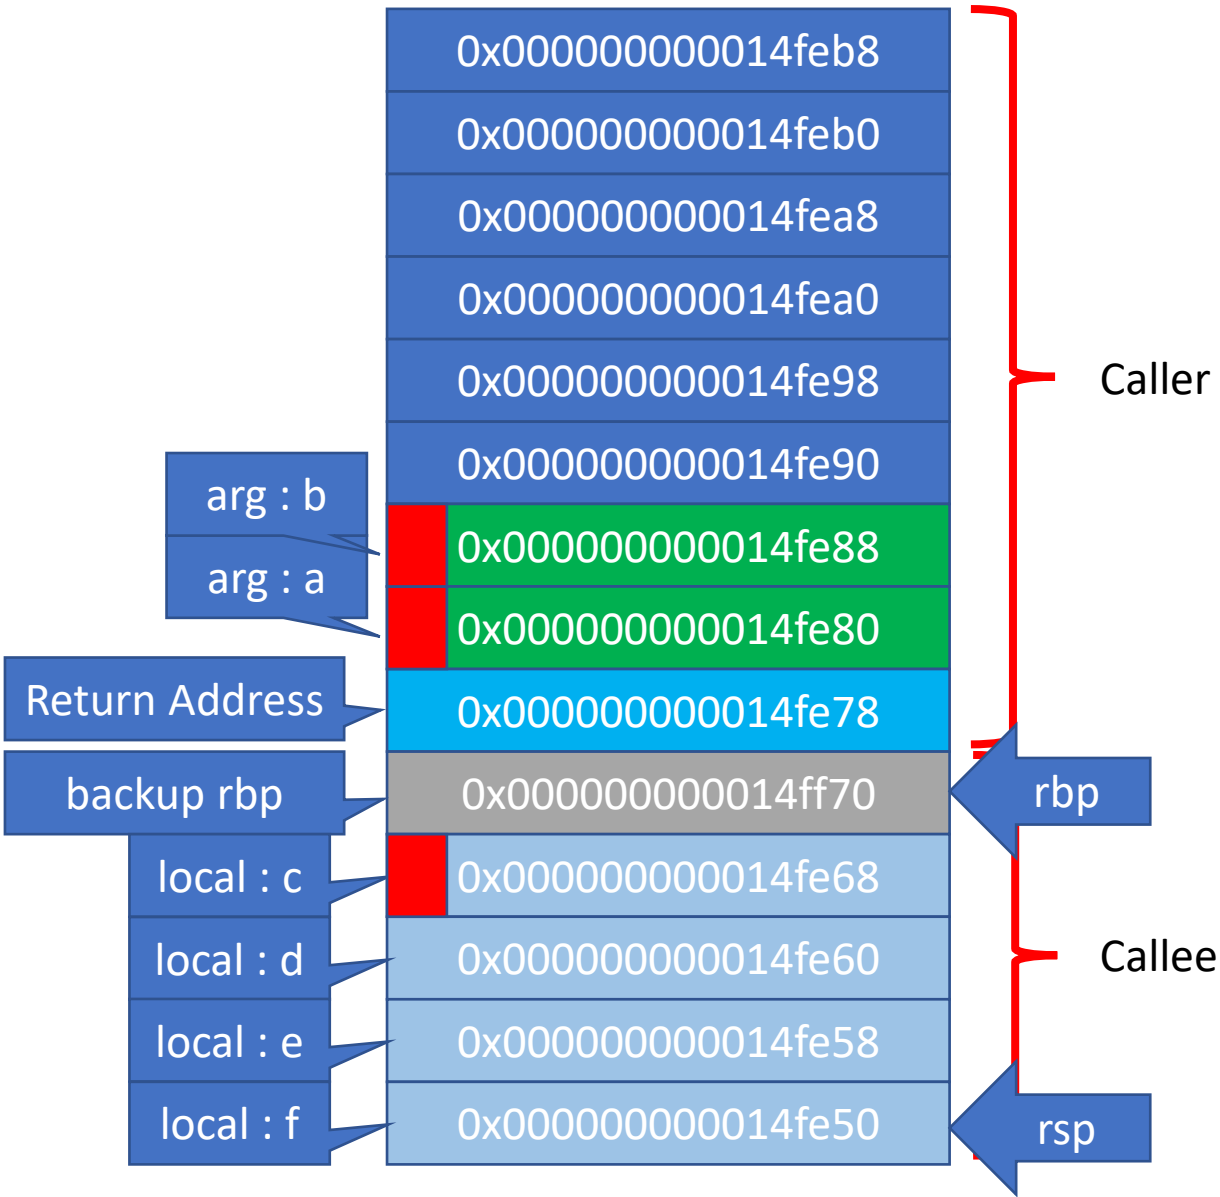 0x000000000014feb8
0x000000000014feb0
0x000000000014fea8
0x000000000014fea0
0x000000000014fe98
Caller
0x000000000014fe90
arg : b
0x000000000014fe88
arg : a
0x000000000014fe80
Return Address
0x000000000014fe78
backup rbp
0x000000000014ff70
rbp
local : c
0x000000000014fe68
local : d
0x000000000014fe60
Callee
local : e
0x000000000014fe58
local : f
0x000000000014fe50
rsp